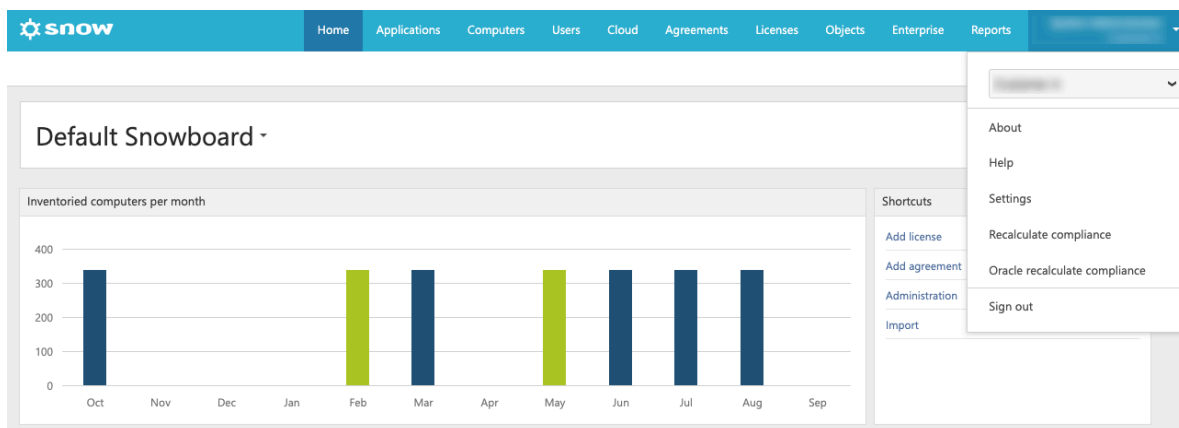 snow
Home Applications Computers Users Cloud Agreements Licenses Objects Enterprise Reports
Default Snowboard
Inventoried computers per month
400
300
200
100
0
Oct Nov Dec Jan Feb Mar Apr May Jun Jul Aug Sep
Shortcuts
Add license
Add agreement
Administration
Import
About
Help
Settings
Recalculate compliance
Oracle recalculate compliance
Sign out